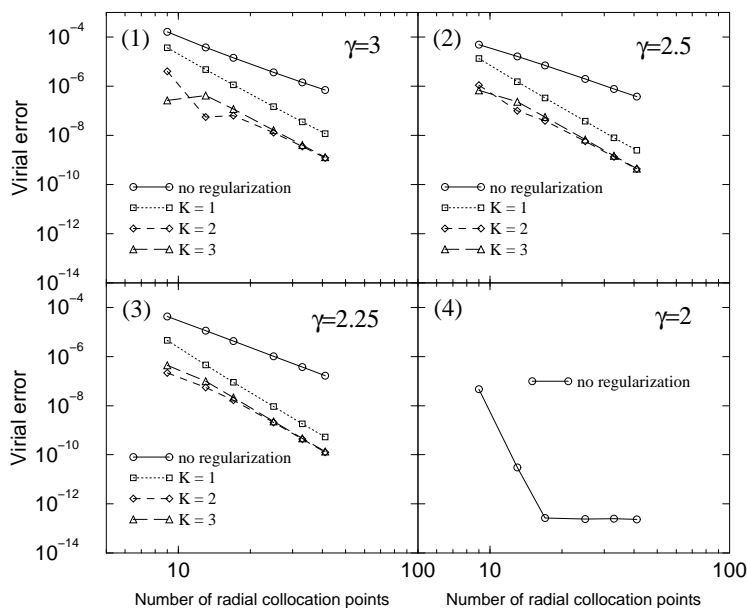 (1)
γ=3
10−4
10−6
10−8
10−10
10−12
10−14
Virial error
no regularization
K = 1
K = 2
K = 3
(2)
γ=2.5
no regularization
K = 1
K = 2
K = 3
(3)
γ=2.25
10−4
10−6
10−8
10−10
10−12
10−14
Virial error
no regularization
K = 1
K = 2
K = 3
10
100
Number of radial collocation points
(4)
γ=2
no regularization
10
100
Number of radial collocation points